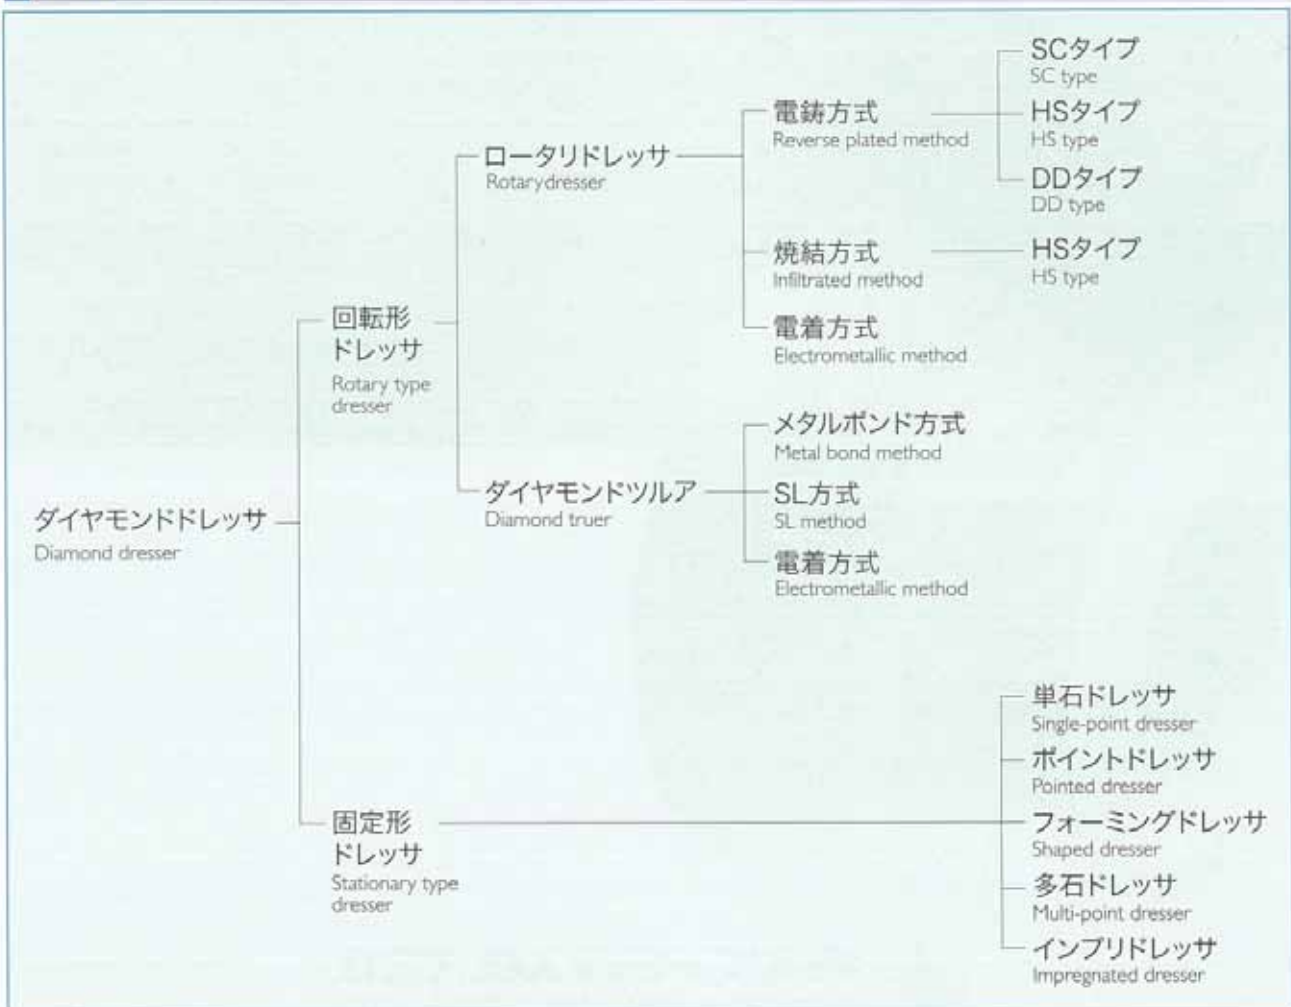 ダイヤモンドドレッサ
Diamond dresser
回転形
ドレッサ
Rotary type
dresser
ロータリドレッサ
Rotarydresser
電鋳方式
Reverse plated method
SCタイプ
SC type
HSタイプ
HS type
DDタイプ
DD type
焼結方式
Infiltrated method
HSタイプ
HS type
電着方式
Electrometallic method
ダイヤモンドツルア
Diamond truer
メタルボンド方式
Metal bond method
SL方式
SL method
電着方式
Electrometallic method
固定形
ドレッサ
Stationary type
dresser
単石ドレッサ
Single-point dresser
ポイントドレッサ
Pointed dresser
フォーミングドレッサ
Shaped dresser
多石ドレッサ
Multi-point dresser
インプリドレッサ
Impregnated dresser